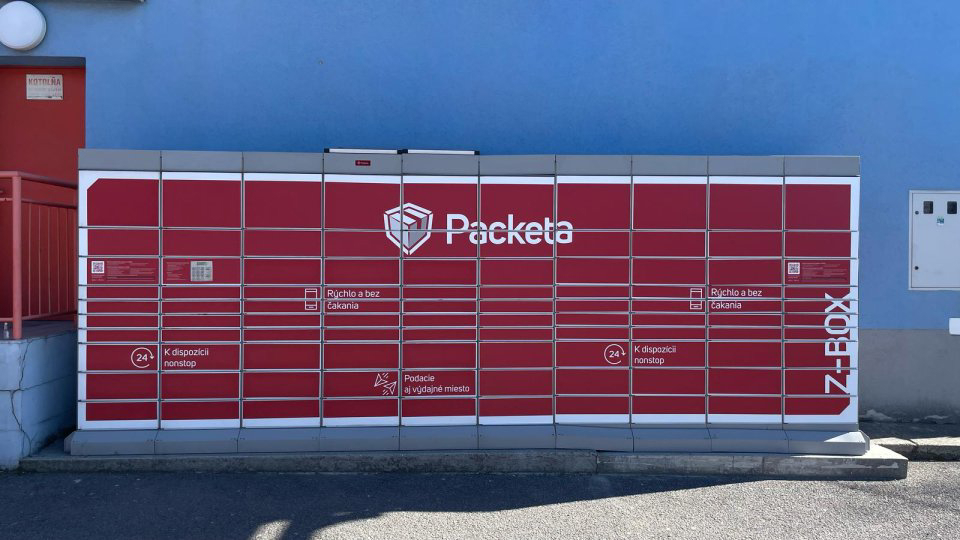 KOTOLŇA
Packeta
Rýchlo a bez
čakania
Rýchlo a bez
čakania
Z-BOX
24
K dispozícii
nonstop
24
K dispozícii
nonstop
Podacie
aj výdajné miesto